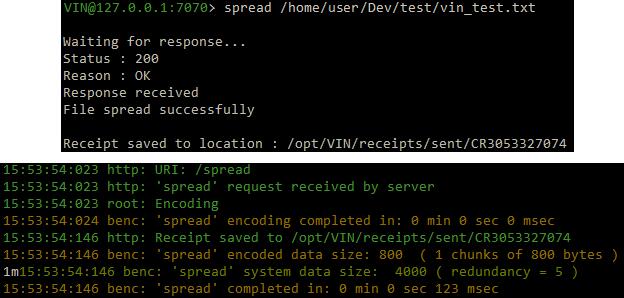 VIN@127.0.0.1:7070> spread /home/user/Dev/test/vin_test.txt
Waiting for response...
Status : 200
Reason : OK
Response received
File spread successfully
Receipt saved to location : /opt/VIN/receipts/sent/CR3053327074
15:53:54:023 http: URI: /spread
15:53:54:023 http: 'spread' request received by server
15:53:54:023 root: Encoding
15:53:54:024 benc: 'spread' encoding completed in: 0 min 0 sec 0 msec
15:53:54:146 http: Receipt saved to /opt/VIN/receipts/sent/CR3053327074
15:53:54:146 benc: 'spread' encoded data size: 800  ( 1 chunks of 800 bytes )
1m15:53:54:146 benc: 'spread' system data size:  4000 ( redundancy = 5 )
15:53:54:146 benc: 'spread' completed in: 0 min 0 sec 123 msec